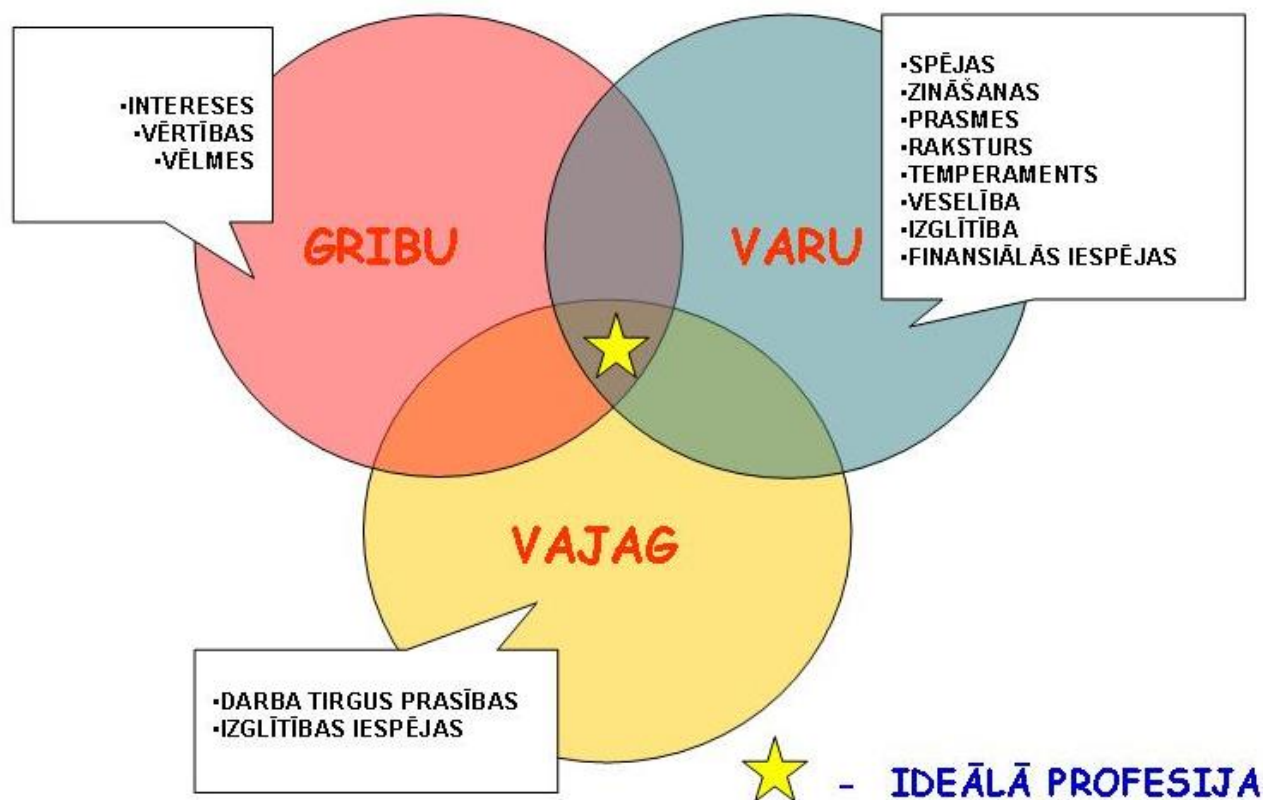 ·INTERESES
·VĒRTĪBAS
·VĒLMES
·SPĒJAS
·ZINĀŠANAS
·PRASMES
·RAKSTURS
·TEMPERAMENTS
·VESELĪBA
·IZGLĪTĪBA
·FINANSIĀLĀS IESPĒJAS
GRIBU
VARU
VAJAG
·DARBA TIRGUS PRASĪBAS
·IZGLĪTĪBAS IESPĒJAS
- IDEĀLĀ PROFESIJA